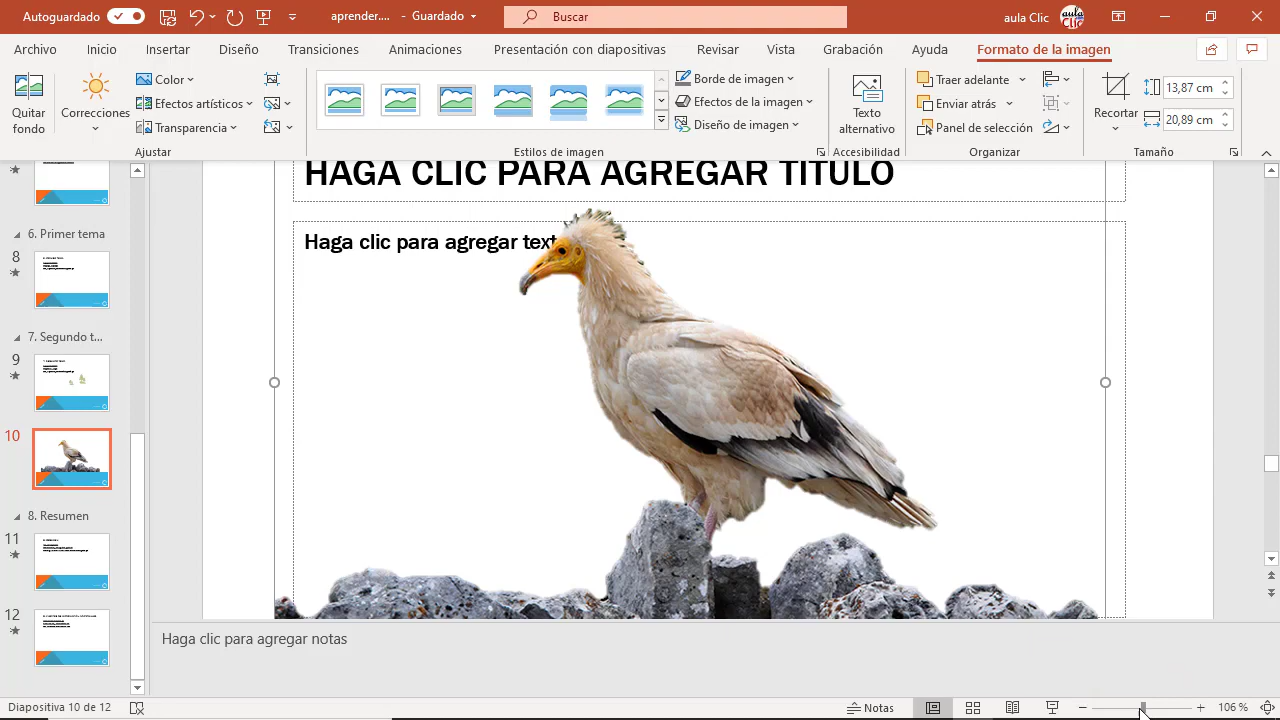 Autoguardado
aprender.... - Guardado
Buscar
aula Clic
aula
Clic
Archivo Inicio Insertar Diseño Transiciones Animaciones Presentación con diapositivas Revisar Vista Grabación Ayuda Formato de la imagen
Quitar
fondo
Correcciones
Color
Efectos artísticos
Transparencia
Ajustar
Estilos de imagen
Borde de imagen
Efectos de la imagen
Diseño de imagen
Texto
alternativo
Accesibilidad
Traer adelante
Enviar atrás
Panel de selección
Organizar
Recortar
13,87 cm
20,89 cm
Tamaño
6. Primer tema
8
7. Segundo t...
9
10
8. Resumen
11
12
HAGA CLIC PARA AGREGAR TÍTULO
Haga clic para agregar text
Haga clic para agregar notas
Diapositiva 10 de 12
Notas
106 %